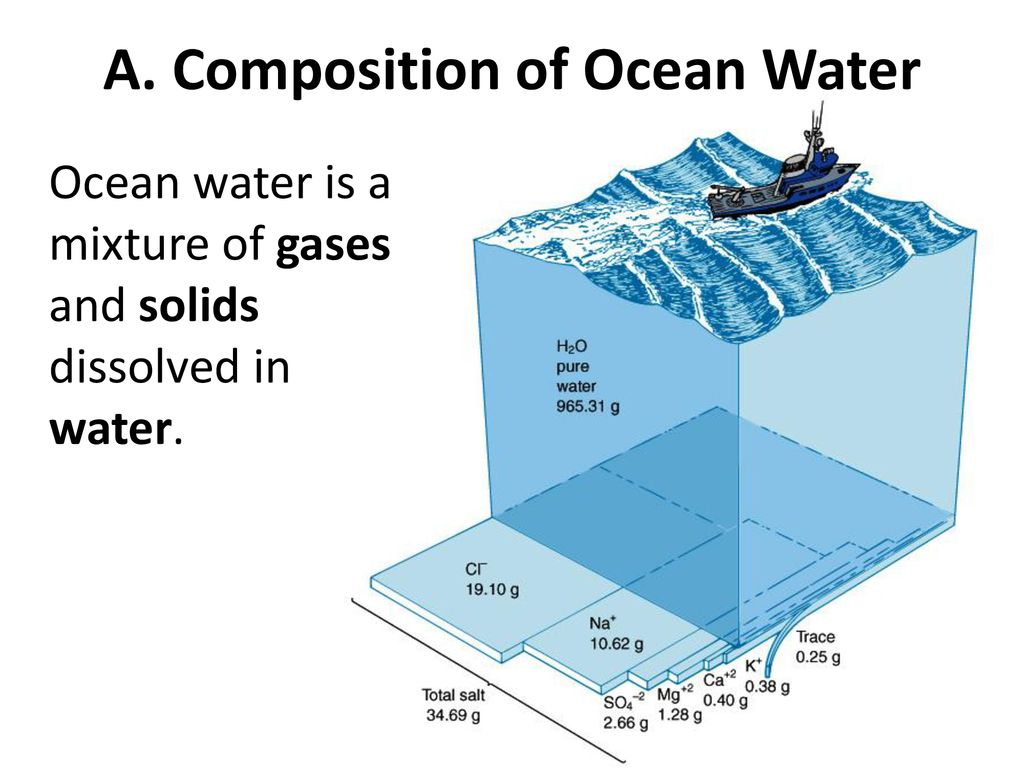 A. Composition of Ocean Water
Ocean water is a
mixture of gases
and solids
dissolved in
water.
H₂O
pure
water
965.31 g
Cl⁻
19.10 g
Na⁺
10.62 g
SO₄⁻²
2.66 g
Mg⁺²
1.28 g
Ca⁺²
0.40 g
K⁺
0.38 g
Trace
0.25 g
Total salt
34.69 g